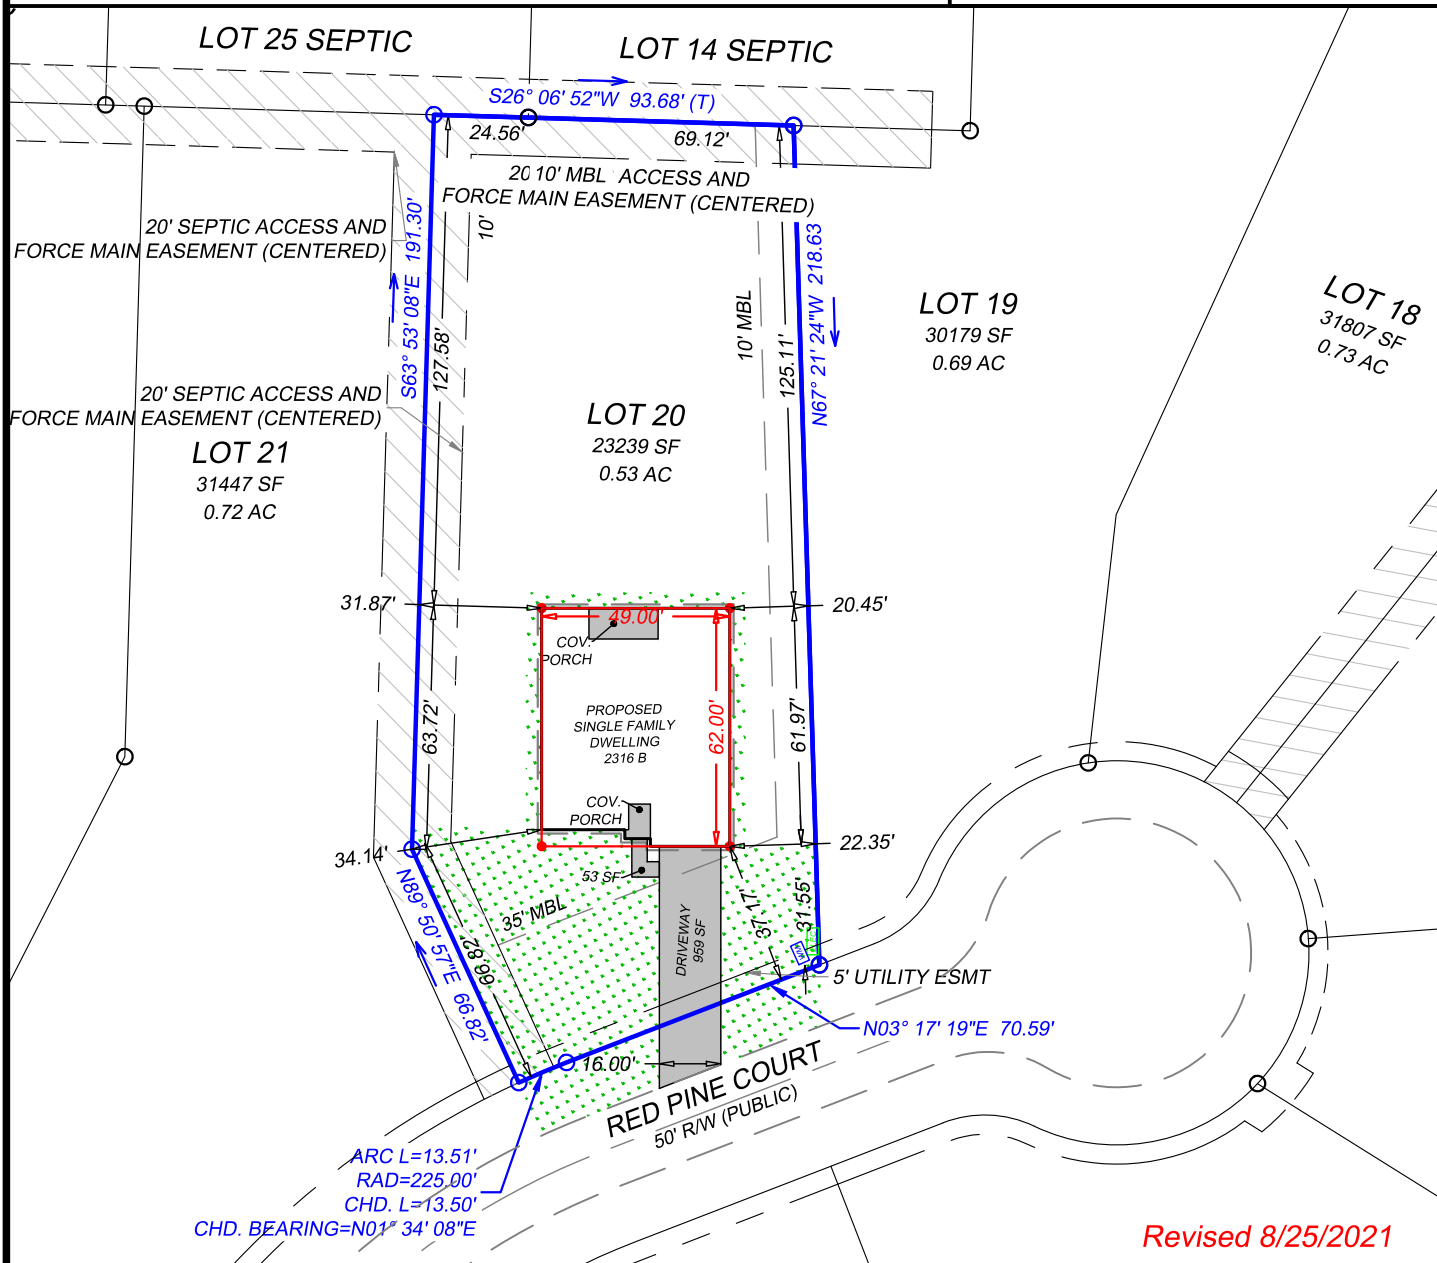 LOT 25 SEPTIC
LOT 14 SEPTIC
S26° 06' 52"W 93.68' (T)
24.56'
69.12'
20 10' MBL ACCESS AND
FORCE MAIN EASEMENT (CENTERED)
20' SEPTIC ACCESS AND
FORCE MAIN EASEMENT (CENTERED)
S63° 53' 08"E 191.30'
10'
127.58'
10' MBL
125.11'
N67° 21' 24"W 218.63
LOT 19
30179 SF
0.69 AC
LOT 18
31807 SF
0.73 AC
20' SEPTIC ACCESS AND
FORCE MAIN EASEMENT (CENTERED)
LOT 20
23239 SF
0.53 AC
LOT 21
31447 SF
0.72 AC
31.87'
20.45'
49.00'
COV.
PORCH
PROPOSED
SINGLE FAMILY
DWELLING
2316 B
62.00'
63.72'
61.97'
COV.
PORCH
34.14'
22.35'
53 SF
35' MBL
N89° 50' 57"E 66.82'
66.82'
DRIVEWAY
959 SF
37.17'
31.55'
WM
5' UTILITY ESMT
N03° 17' 19"E 70.59'
16.00'
RED PINE COURT
50' R/W (PUBLIC)
ARC L=13.51'
RAD=225.00'
CHD. L=13.50'
CHD. BEARING=N01° 34' 08"E
Revised 8/25/2021